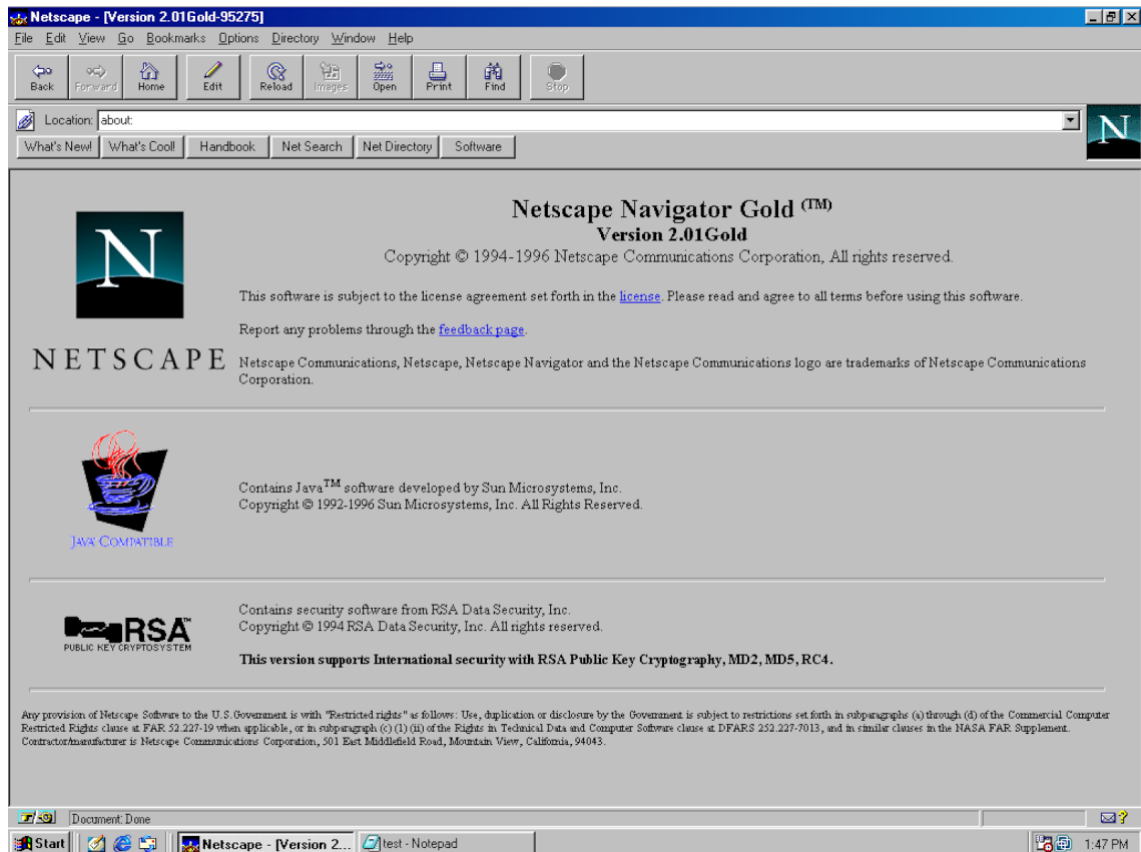 Netscape - [Version 2.01Gold-95275]
File Edit View Go Bookmarks Options Directory Window Help
Back Forward Home Edit Reload Images Open Print Find Stop
Location: about:
N
What's New! What's Cool! Handbook Net Search Net Directory Software
Netscape Navigator Gold (TM)
Version 2.01Gold
Copyright © 1994-1996 Netscape Communications Corporation, All rights reserved.
N
NETSCAPE
This software is subject to the license agreement set forth in the license. Please read and agree to all terms before using this software.
Report any problems through the feedback page.
Netscape Communications, Netscape, Netscape Navigator and the Netscape Communications logo are trademarks of Netscape Communications
Corporation.
JAVA COMPATIBLE
Contains Java™ software developed by Sun Microsystems, Inc.
Copyright © 1992-1996 Sun Microsystems, Inc. All Rights Reserved.
RSA™
PUBLIC KEY CRYPTOSYSTEM
Contains security software from RSA Data Security, Inc.
Copyright © 1994 RSA Data Security, Inc. All rights reserved.
This version supports International security with RSA Public Key Cryptography, MD2, MD5, RC4.
Any provision of Netscape Software to the U.S. Government is with "Restricted rights" as follows: Use, duplication or disclosure by the Government is subject to restrictions set forth in subparagraphs (a) through (d) of the Commercial Computer
Restricted Rights clause at FAR 52.227-19 when applicable, or in subparagraph (c) (1) (ii) of the Rights in Technical Data and Computer Software clause at DFARS 252.227-7013, and in similar clauses in the NASA FAR Supplement.
Contractor/manufacturer is Netscape Communications Corporation, 501 East Middlefield Road, Mountain View, California, 94043.
Document: Done
Start Netscape - [Version 2... test - Notepad 1:47 PM